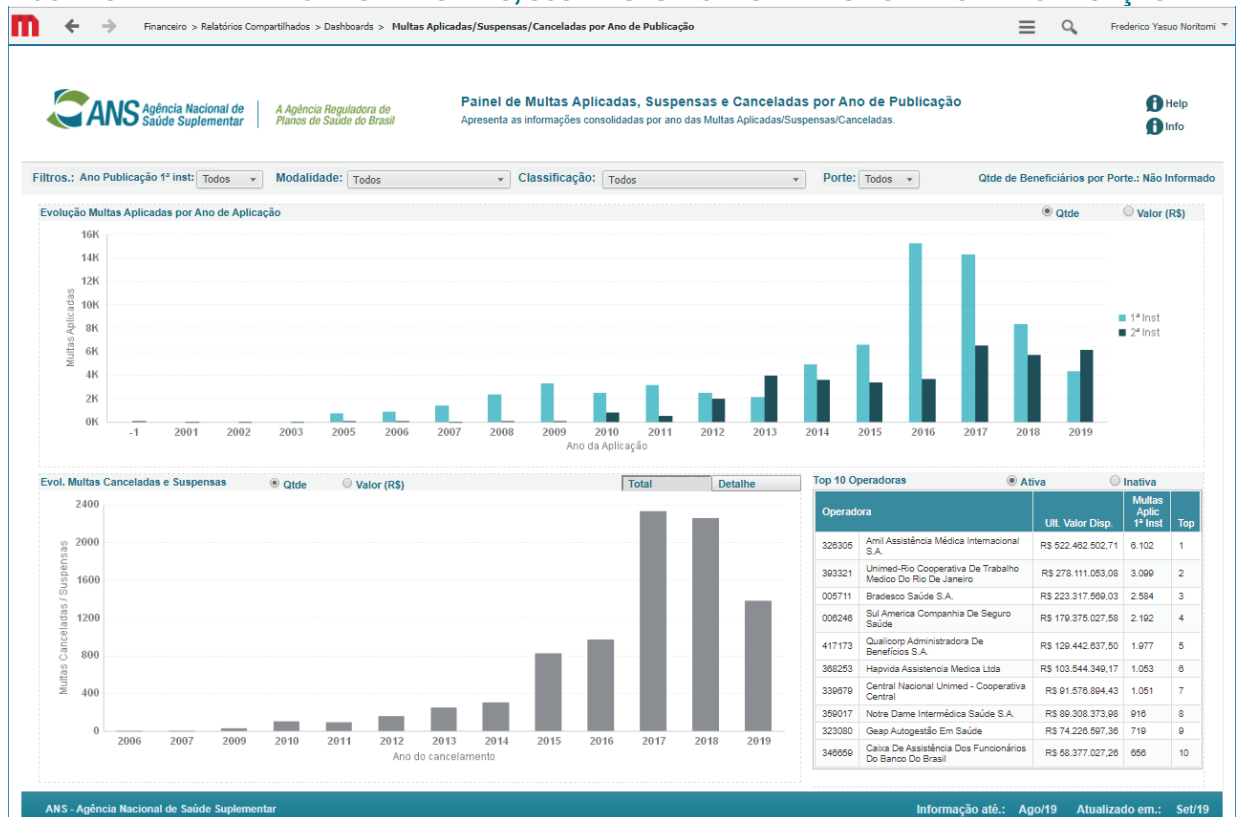 Financeiro > Relatórios Compartilhados > Dashboards > Multas Aplicadas/Suspensas/Canceladas por Ano de Publicação
Frederico Yasuo Noritomi
ANS Agência Nacional de Saúde Suplementar
A Agência Reguladora de
Planos de Saúde do Brasil
Painel de Multas Aplicadas, Suspensas e Canceladas por Ano de Publicação
Apresenta as informações consolidadas por ano das Multas Aplicadas/Suspensas/Canceladas.
Help
Info
Filtros.: Ano Publicação 1ª inst: Todos Modalidade: Todos Classificação: Todos Porte: Todos Qtde de Beneficiários por Porte.: Não Informado
Evolução Multas Aplicadas por Ano de Aplicação
Qtde Valor (R$)
16K
14K
12K
10K
8K
6K
4K
2K
0K
Multas Aplicadas
-1 2001 2002 2003 2005 2006 2007 2008 2009 2010 2011 2012 2013 2014 2015 2016 2017 2018 2019
Ano da Aplicação
1ª Inst
2ª Inst
Evol. Multas Canceladas e Suspensas Qtde Valor (R$) Total Detalhe
2400
2000
1600
1200
800
400
0
Multas Canceladas / Suspensas
2006 2007 2009 2010 2011 2012 2013 2014 2015 2016 2017 2018 2019
Ano do cancelamento
Top 10 Operadoras Ativa Inativa
Operadora Ult. Valor Disp. Multas Aplic 1ª Inst Top
326305 Amil Assistência Médica Internacional S.A. R$ 522.462.502,71 6.102 1
393321 Unimed-Rio Cooperativa De Trabalho Medico Do Rio De Janeiro R$ 278.111.053,08 3.099 2
005711 Bradesco Saúde S.A. R$ 223.317.569,03 2.584 3
006246 Sul America Companhia De Seguro Saúde R$ 179.375.027,58 2.192 4
417173 Qualicorp Administradora De Benefícios S.A. R$ 129.442.637,50 1.977 5
368253 Hapvida Assistencia Medica Ltda R$ 103.544.349,17 1.053 6
339679 Central Nacional Unimed - Cooperativa Central R$ 91.576.894,43 1.051 7
359017 Notre Dame Intermédica Saúde S.A. R$ 89.308.373,98 916 8
323080 Geap Autogestão Em Saúde R$ 74.226.597,36 719 9
346659 Caixa De Assistência Dos Funcionários Do Banco Do Brasil R$ 58.377.027,26 656 10
ANS - Agência Nacional de Saúde Suplementar
Informação até.: Ago/19 Atualizado em.: Set/19